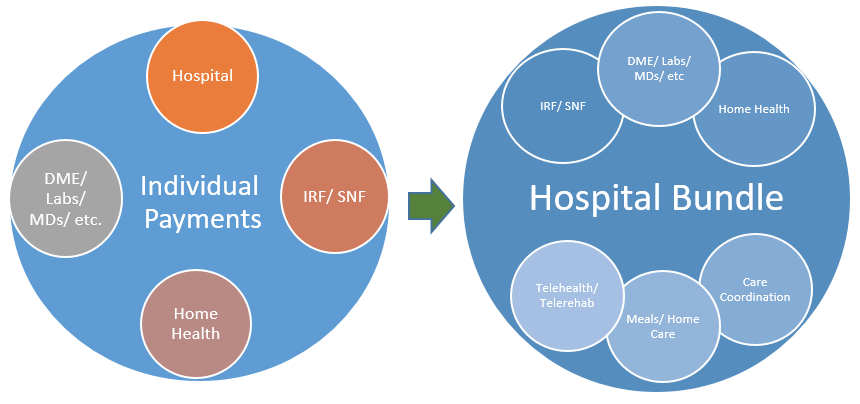 Hospital
DME/
Labs/
MDs/ etc.
Individual
Payments
IRF/ SNF
Home
Health
IRF/ SNF
DME/ Labs/
MDs/ etc
Home Health
Hospital Bundle
Telehealth/
Telerehab
Meals/ Home
Care
Care
Coordination